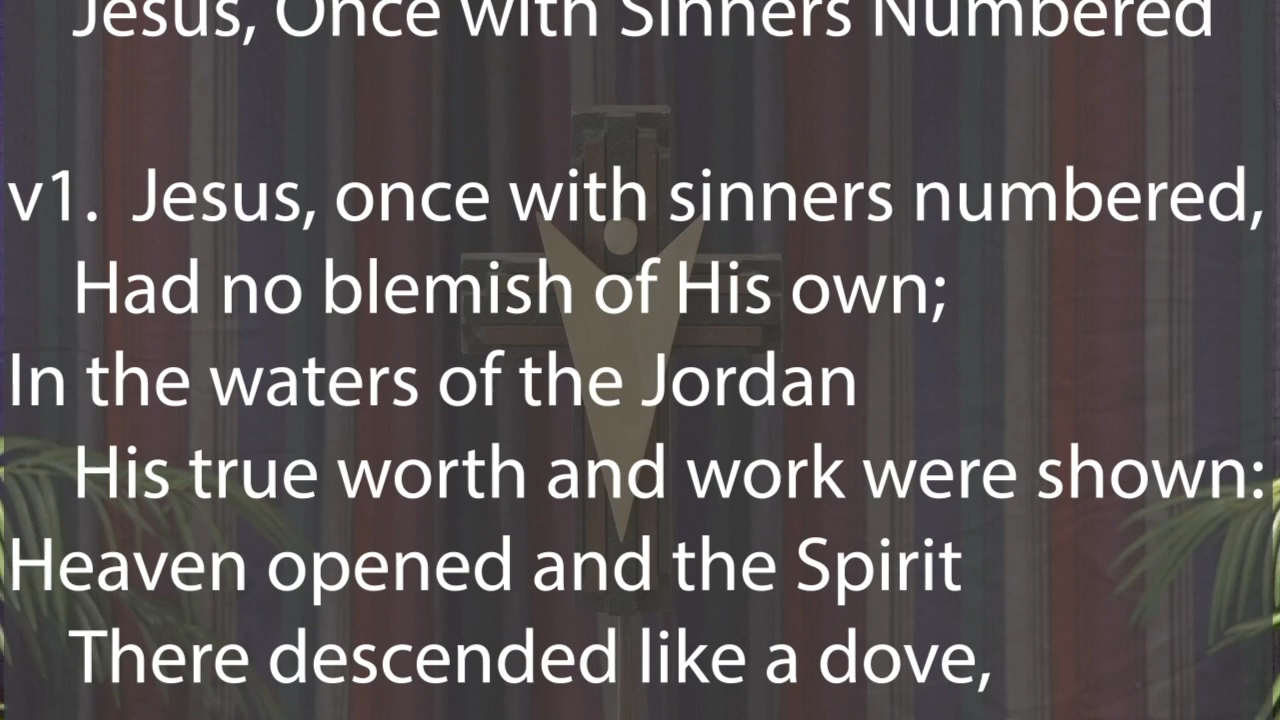 Jesus, Once with Sinners Numbered
v1. Jesus, once with sinners numbered,
Had no blemish of His own;
In the waters of the Jordan
His true worth and work were shown:
Heaven opened and the Spirit
There descended like a dove,